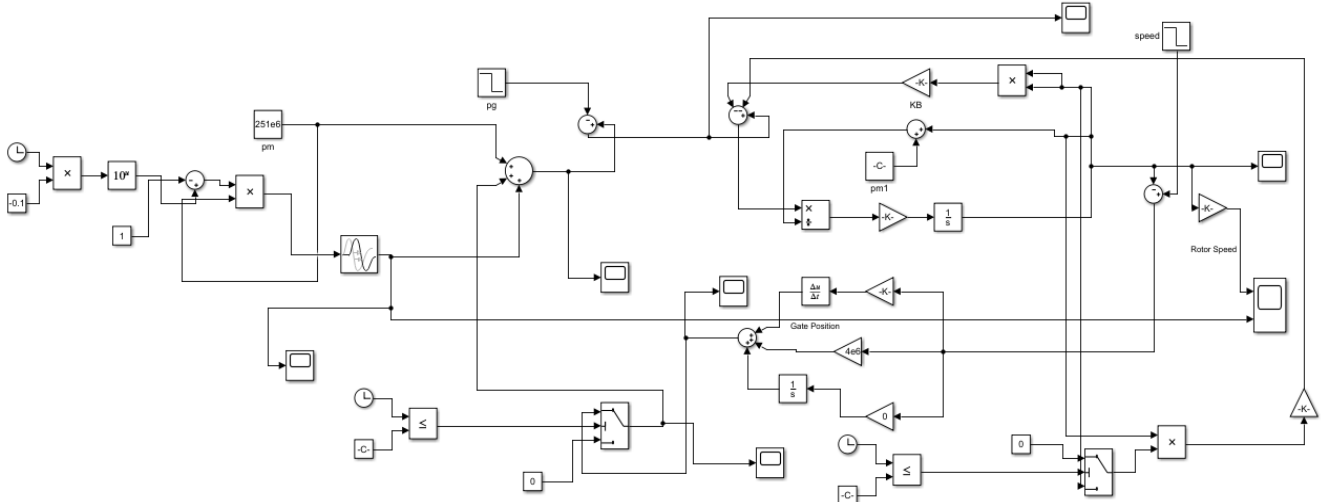 speed
pg
-K-
×
KB
251e6
pm
- +
-C-
pm1
×
10ᵘ
×
-0.1
1
×
÷
-K-
1
s
-K-
Rotor Speed
Δu
Δt
-K-
Gate Position
4e6
1
s
0
-K-
≤
-C-
0
0
×
≤
-C-